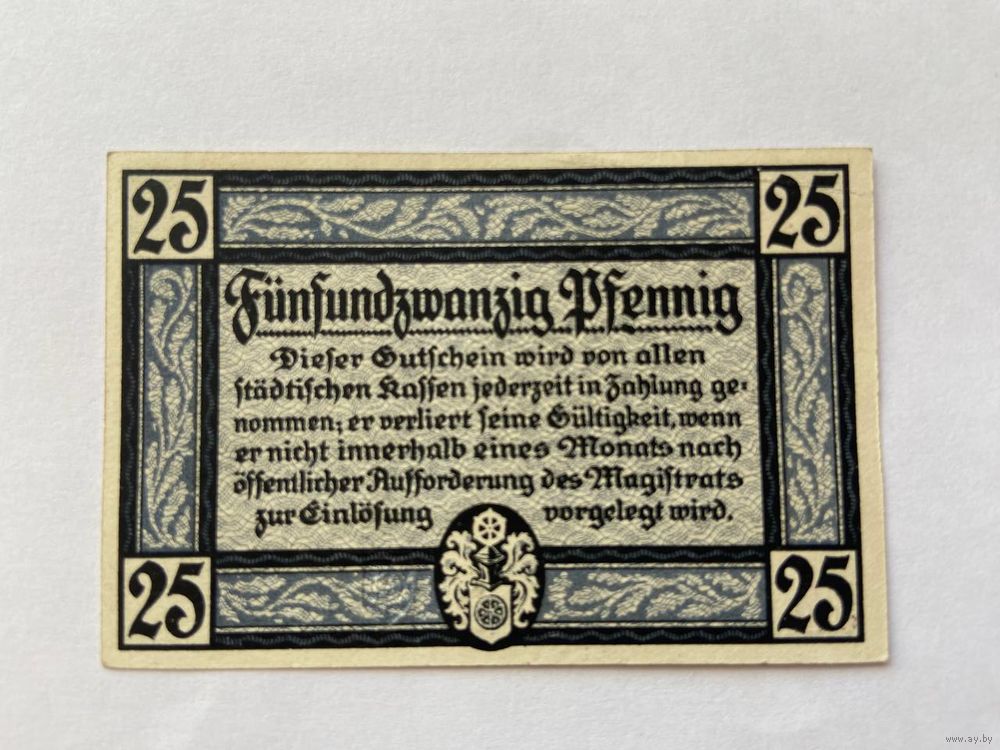 25 25
Fünfundzwanzig Pfennig
Dieser Gutschein wird von allen
städtischen Kassen jederzeit in Zahlung ge-
nommen; er verliert seine Gültigkeit, wenn
er nicht innerhalb eines Monats nach
öffentlicher Aufforderung des Magistrats
zur Einlösung vorgelegt wird.
25 25
www.ay.by